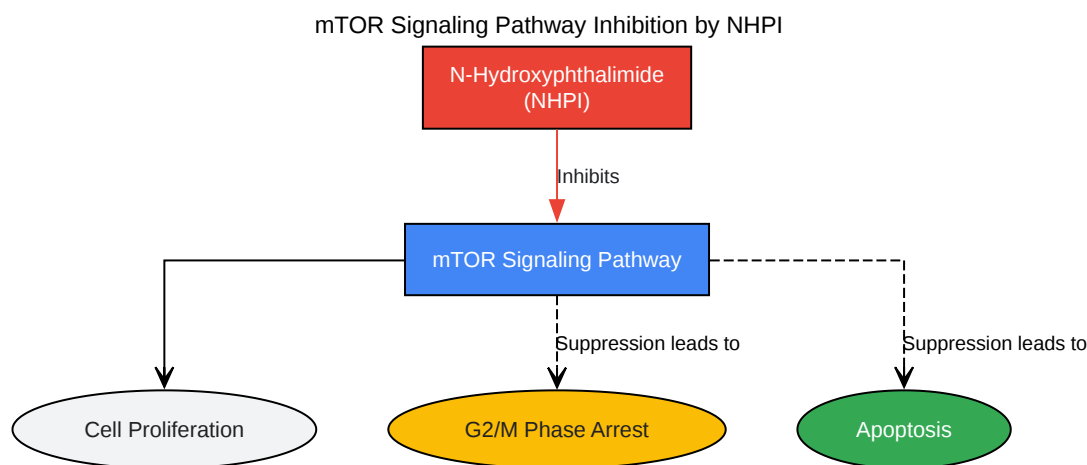 mTOR Signaling Pathway Inhibition by NHPI
N-Hydroxyphthalimide
(NHPI)
Inhibits
mTOR Signaling Pathway
Suppression leads to
Suppression leads to
Cell Proliferation
G2/M Phase Arrest
Apoptosis